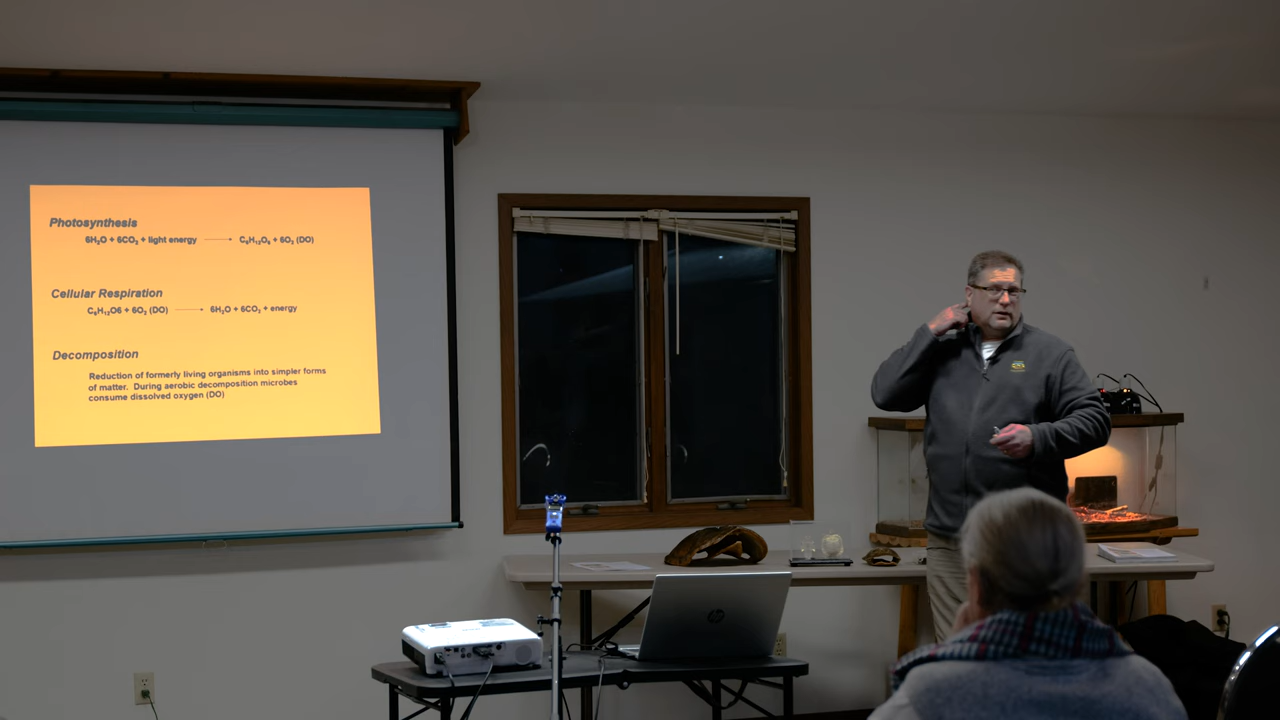 Photosynthesis
6H₂O + 6CO₂ + light energy → C₆H₁₂O₆ + 6O₂ (DO)
Cellular Respiration
C₆H₁₂O6 + 6O₂ (DO) → 6H₂O + 6CO₂ + energy
Decomposition
Reduction of formerly living organisms into simpler forms
of matter. During aerobic decomposition microbes
consume dissolved oxygen (DO)
hp